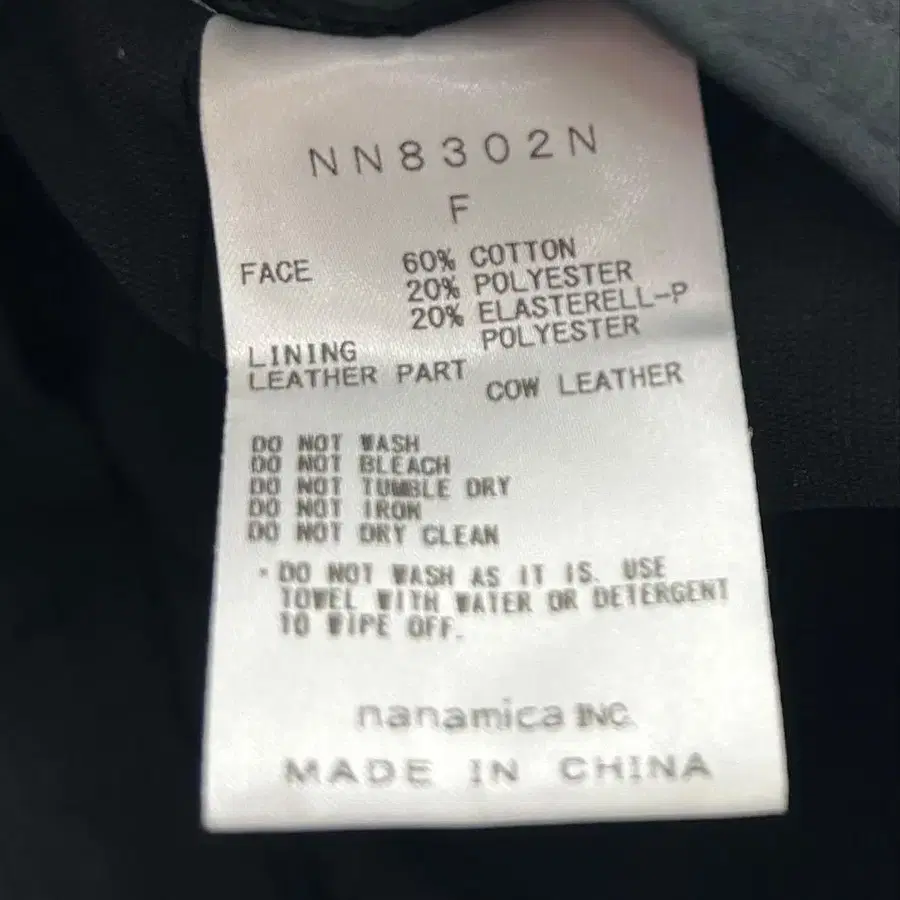 NN8302N
F
FACE 60% COTTON
20% POLYESTER
20% ELASTERELL-P
LINING POLYESTER
LEATHER PART COW LEATHER
DO NOT WASH
DO NOT BLEACH
DO NOT TUMBLE DRY
DO NOT IRON
DO NOT DRY CLEAN
・DO NOT WASH AS IT IS. USE
TOWEL WITH WATER OR DETERGENT
TO WIPE OFF.
nanamica INC.
MADE IN CHINA